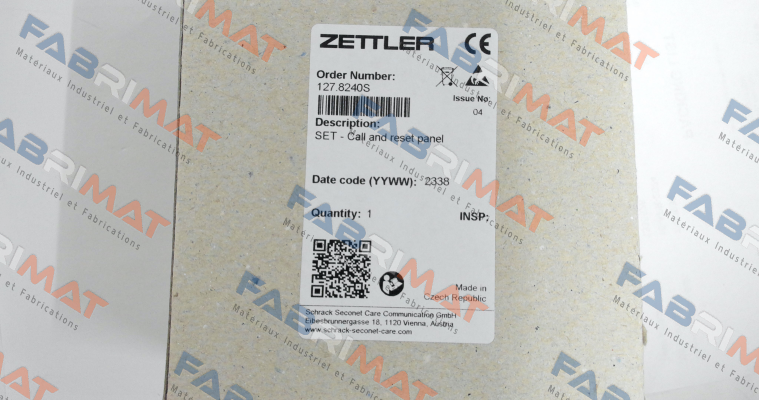 ZETTLER CE
Order Number:
127.8240S
Issue No.
04
Description:
SET - Call and reset panel
Date code (YYWW): 2338
Quantity: 1 INSP:
Made in
Czech Republic
Schrack Seconet Care Communication GmbH
Eibesbrunnergasse 18, 1120 Vienna, Austria
www.schrack-seconet-care.com
FABRIMAT
Matériaux Industriel et Fabrications